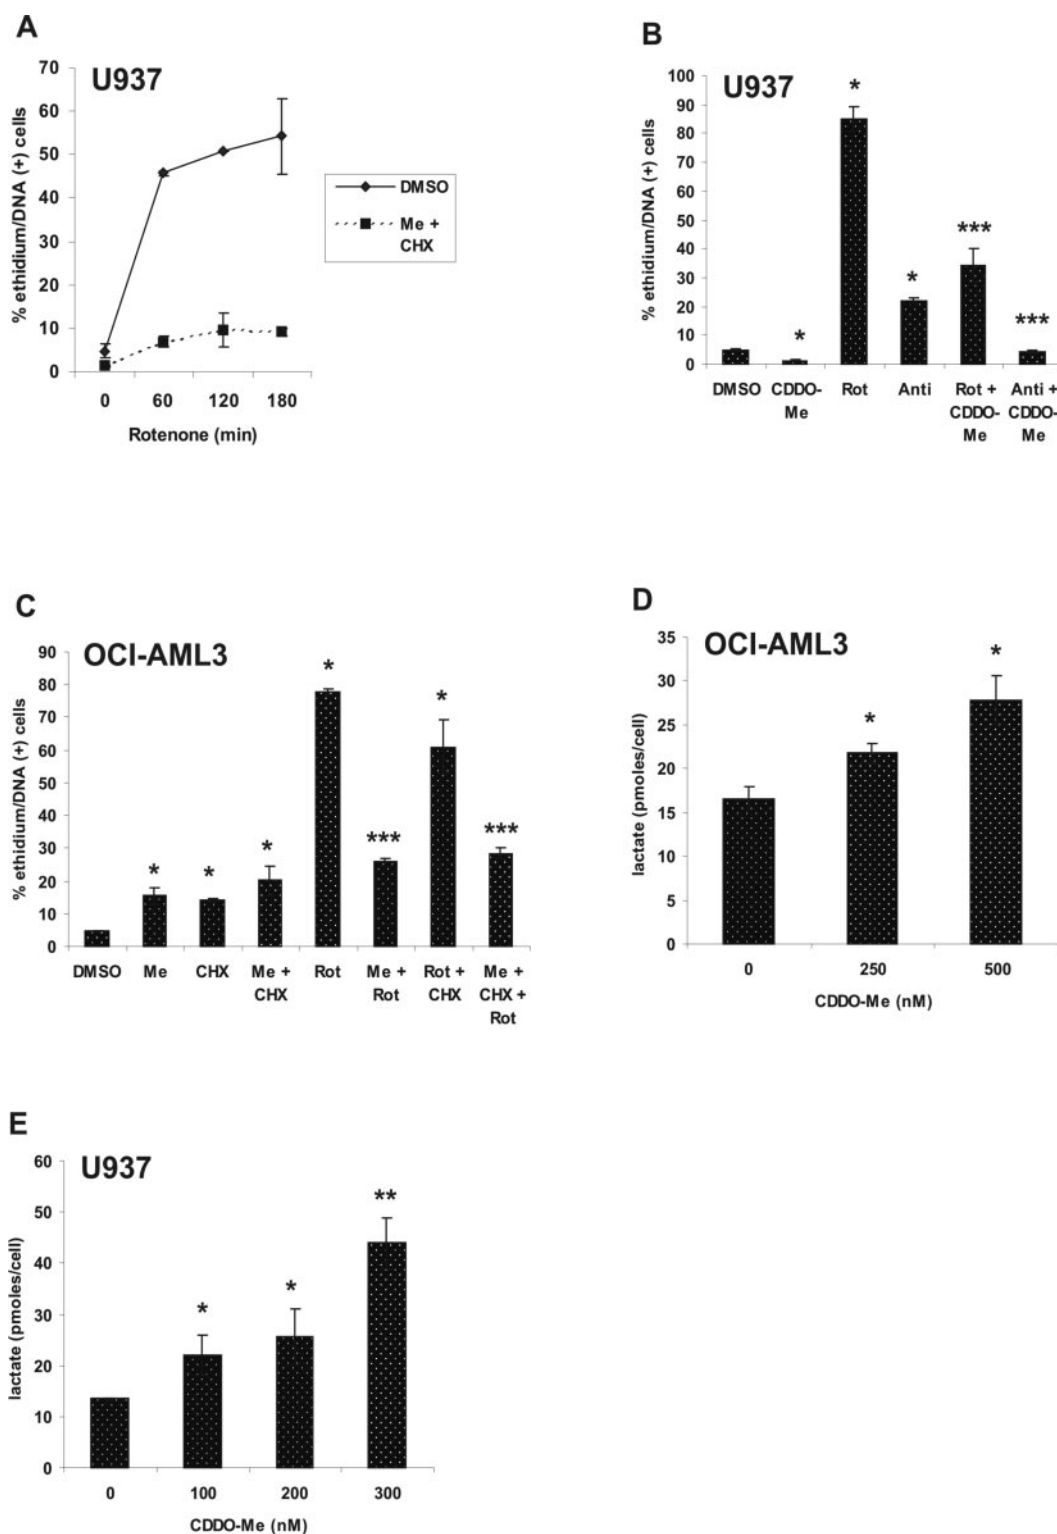 A
U937
70
60
50
40
30
20
10
0
% ethidium/DNA (+) cells
0 60 120 180
Rotenone (min)
DMSO
Me +
CHX
B
U937
100
90
80
70
60
50
40
30
20
10
0
% ethidium/DNA (+) cells
*
*
*
***
***
DMSO CDDO- Rot Anti Rot + Anti +
Me CDDO- CDDO-
Me Me
C
OCI-AML3
90
80
70
60
50
40
30
20
10
0
% ethidium/DNA (+) cells
*
*
*
*
***
*
***
DMSO Me CHX Me + Rot Me + Rot + Me +
CHX Rot CHX CHX +
Rot
D
OCI-AML3
35
30
25
20
15
10
5
0
lactate (pmoles/cell)
*
*
0 250 500
CDDO-Me (nM)
E
U937
60
50
40
30
20
10
0
lactate (pmoles/cell)
*
*
**
0 100 200 300
CDDO-Me (nM)